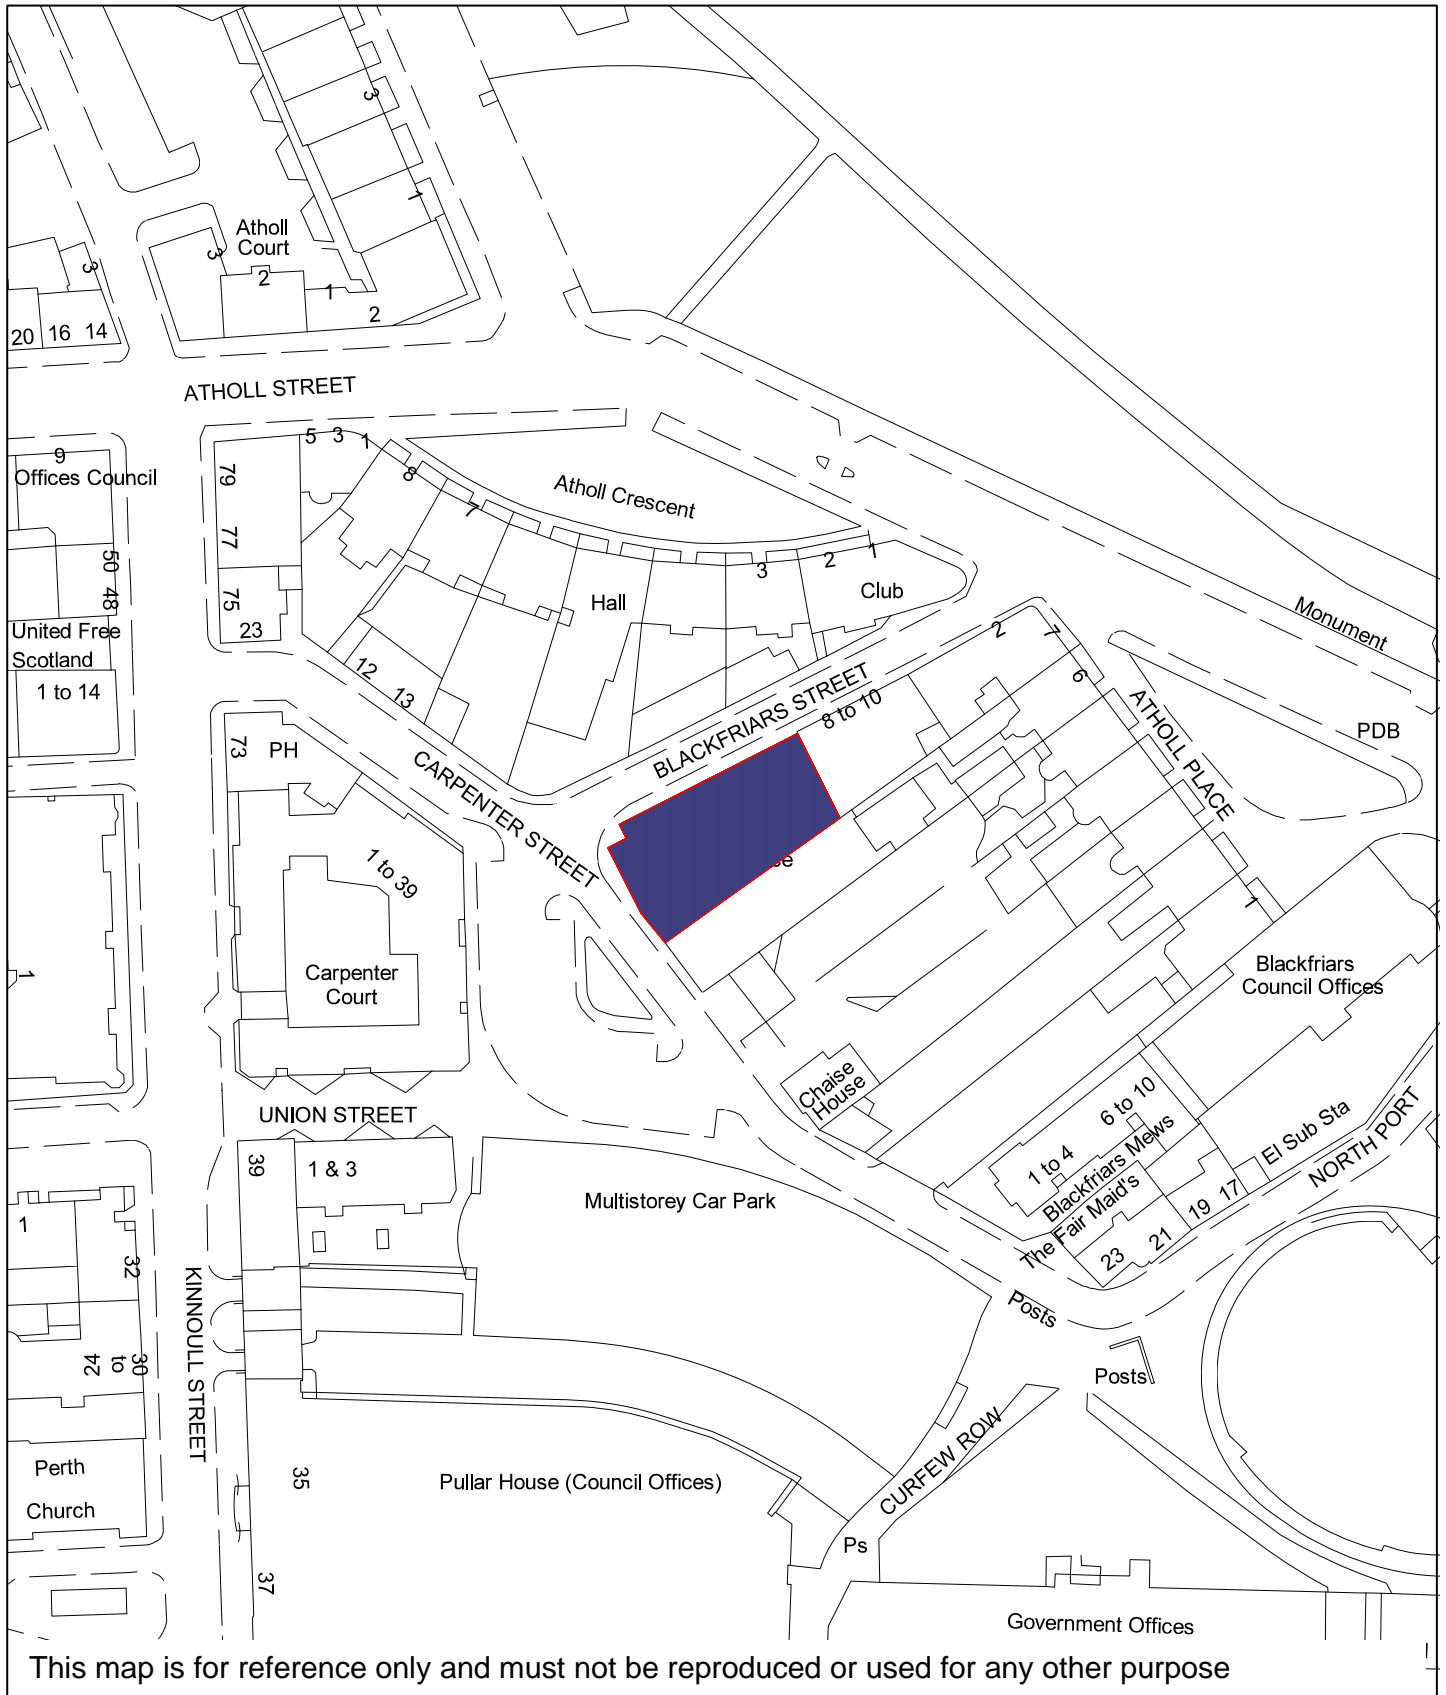 3
1
Atholl
Court
3
2
1
2
3
20
16
14
ATHOLL STREET
5
3
1
8
7
9
Offices Council
79
77
75
23
Atholl Crescent
3
2
1
Club
Hall
50
48
United Free
Scotland
1 to 14
12
13
Monument
2
7
6
ATHOLL PLACE
PDB
BLACKFRIARS STREET
8 to 10
73
PH
CARPENTER STREET
1 to 39
1
Carpenter
Court
1
Blackfriars
Council Offices
Chaise
House
UNION STREET
6 to 10
1 to 4
Blackfriars Mews
The Fair Maid's
El Sub Sta
NORTH PORT
17
19
21
23
39
1 & 3
Multistorey Car Park
1
32
KINNOULL STREET
24
to
30
Posts
Posts
CURFEW ROW
Perth
Church
35
Pullar House (Council Offices)
Ps
37
Government Offices
This map is for reference only and must not be reproduced or used for any other purpose